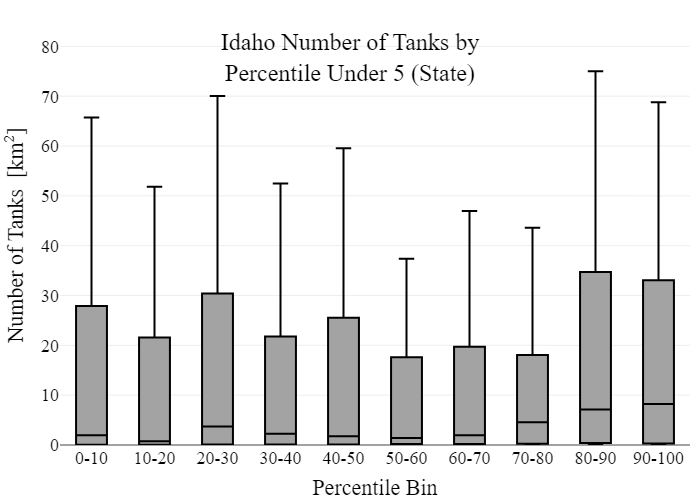 Idaho Number of Tanks by
Percentile Under 5 (State)
Number of Tanks [km²]
80
70
60
50
40
30
20
10
0
0-10 10-20 20-30 30-40 40-50 50-60 60-70 70-80 80-90 90-100
Percentile Bin